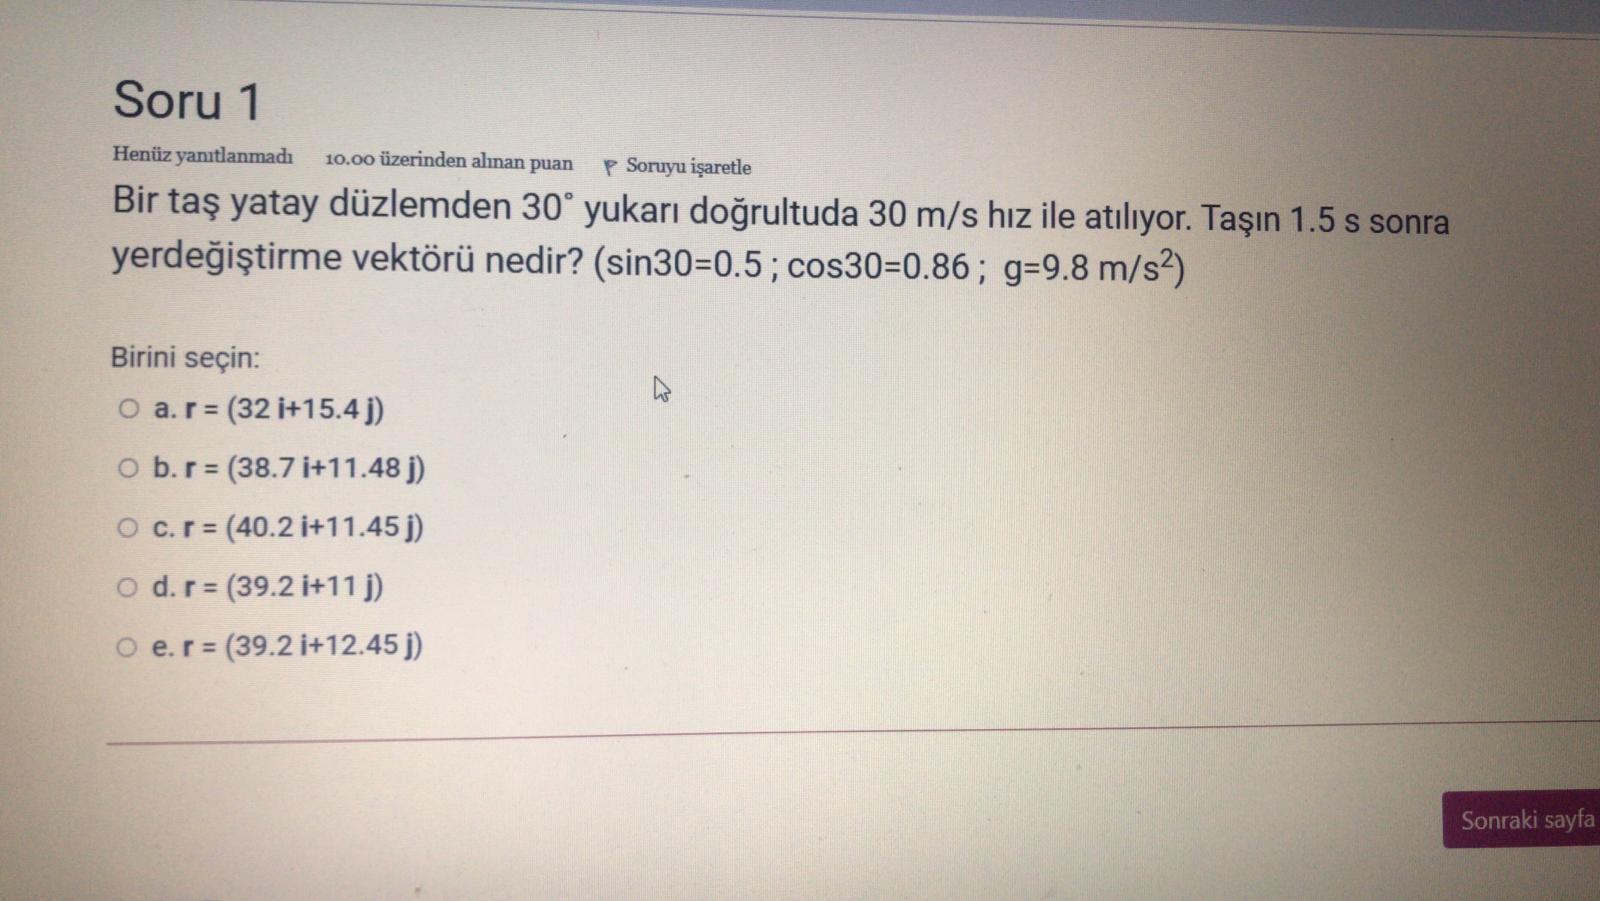 Soru 1
Henüz yanıtlanmadı 10.00 üzerinden alınan puan Soruyu işaretle
Bir taş yatay düzlemden 30° yukarı doğrultuda 30 m/s hız ile atılıyor. Taşın 1.5 s sonra
yerdeğiştirme vektörü nedir? (sin30=0.5 ; cos30=0.86 ; g=9.8 m/s²)
Birini seçin:
a. r = (32 i+15.4 j)
b. r = (38.7 i+11.48 j)
c. r = (40.2 i+11.45 j)
d. r = (39.2 i+11 j)
e. r = (39.2 i+12.45 j)
Sonraki sayfa